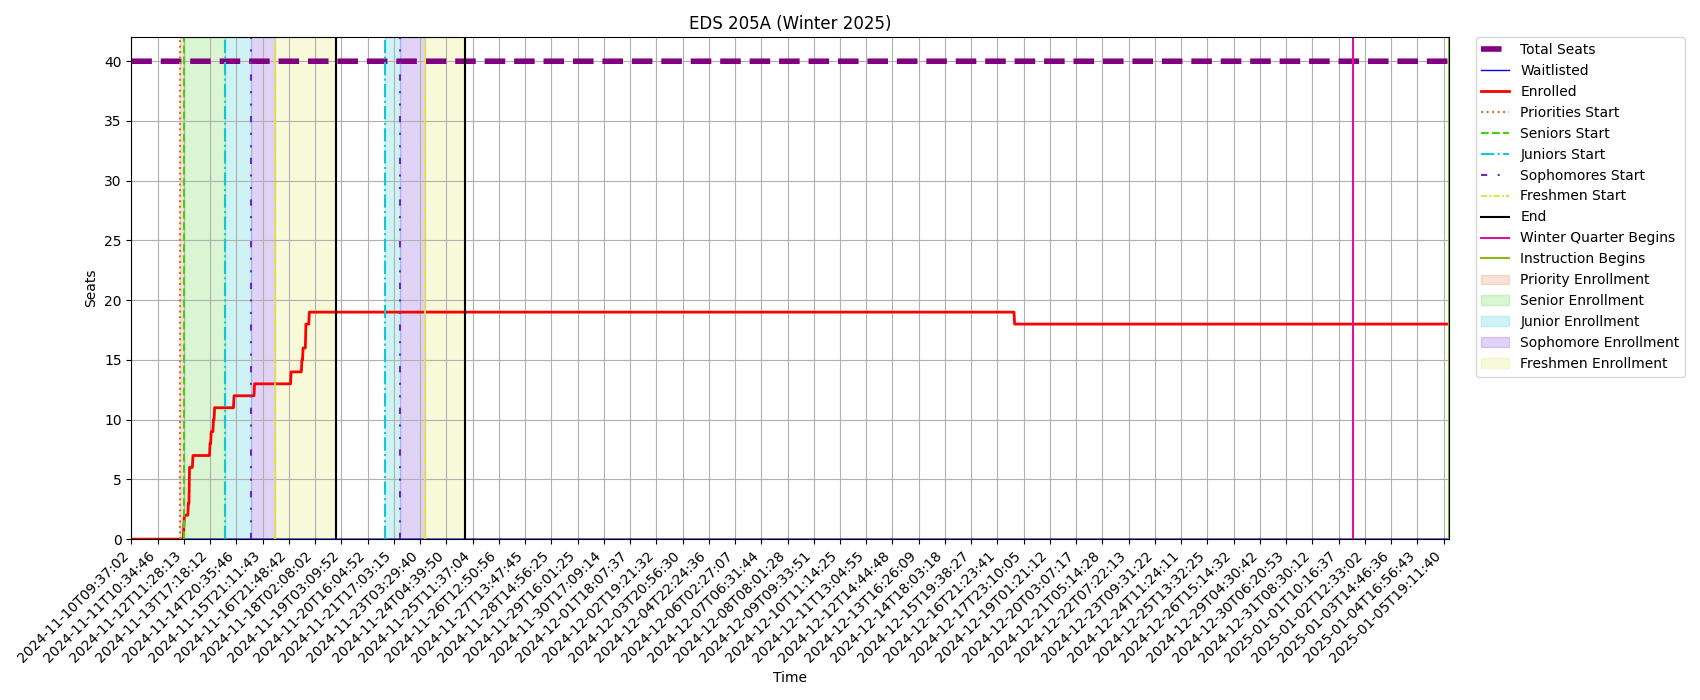 EDS 205A (Winter 2025)
Seats
40
35
30
25
20
15
10
5
0
2024-11-10T09:37:02
2024-11-11T10:34:46
2024-11-12T11:28:13
2024-11-13T17:18:12
2024-11-14T20:35:46
2024-11-15T21:11:43
2024-11-16T21:48:42
2024-11-18T02:08:02
2024-11-19T03:09:52
2024-11-20T16:04:52
2024-11-21T17:03:15
2024-11-23T03:29:40
2024-11-24T04:39:50
2024-11-25T11:37:04
2024-11-26T12:50:56
2024-11-27T13:47:45
2024-11-28T14:56:25
2024-11-29T16:01:25
2024-11-30T17:09:14
2024-12-01T18:07:37
2024-12-02T19:21:32
2024-12-03T20:56:30
2024-12-04T22:24:36
2024-12-06T02:27:07
2024-12-07T06:31:44
2024-12-08T08:01:28
2024-12-09T09:33:51
2024-12-10T11:14:25
2024-12-11T13:04:55
2024-12-12T14:44:48
2024-12-13T16:26:09
2024-12-14T18:03:18
2024-12-15T19:38:27
2024-12-16T21:23:41
2024-12-17T23:10:05
2024-12-19T01:21:12
2024-12-20T03:07:17
2024-12-21T05:14:28
2024-12-22T07:22:13
2024-12-23T09:31:22
2024-12-24T11:24:11
2024-12-25T13:32:25
2024-12-26T15:14:32
2024-12-29T04:30:42
2024-12-30T06:20:53
2024-12-31T08:30:12
2025-01-01T10:16:37
2025-01-02T12:33:02
2025-01-03T14:46:36
2025-01-04T16:56:43
2025-01-05T19:11:40
Time
Total Seats
Waitlisted
Enrolled
Priorities Start
Seniors Start
Juniors Start
Sophomores Start
Freshmen Start
End
Winter Quarter Begins
Instruction Begins
Priority Enrollment
Senior Enrollment
Junior Enrollment
Sophomore Enrollment
Freshmen Enrollment